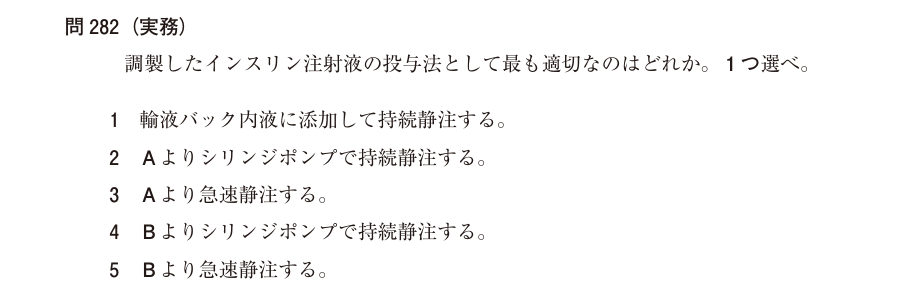 問 282（実務）
調製したインスリン注射液の投与法として最も適切なのはどれか。1つ選べ。
1 輸液バック内液に添加して持続静注する。
2 Aよりシリンジポンプで持続静注する。
3 Aより急速静注する。
4 Bよりシリンジポンプで持続静注する。
5 Bより急速静注する。